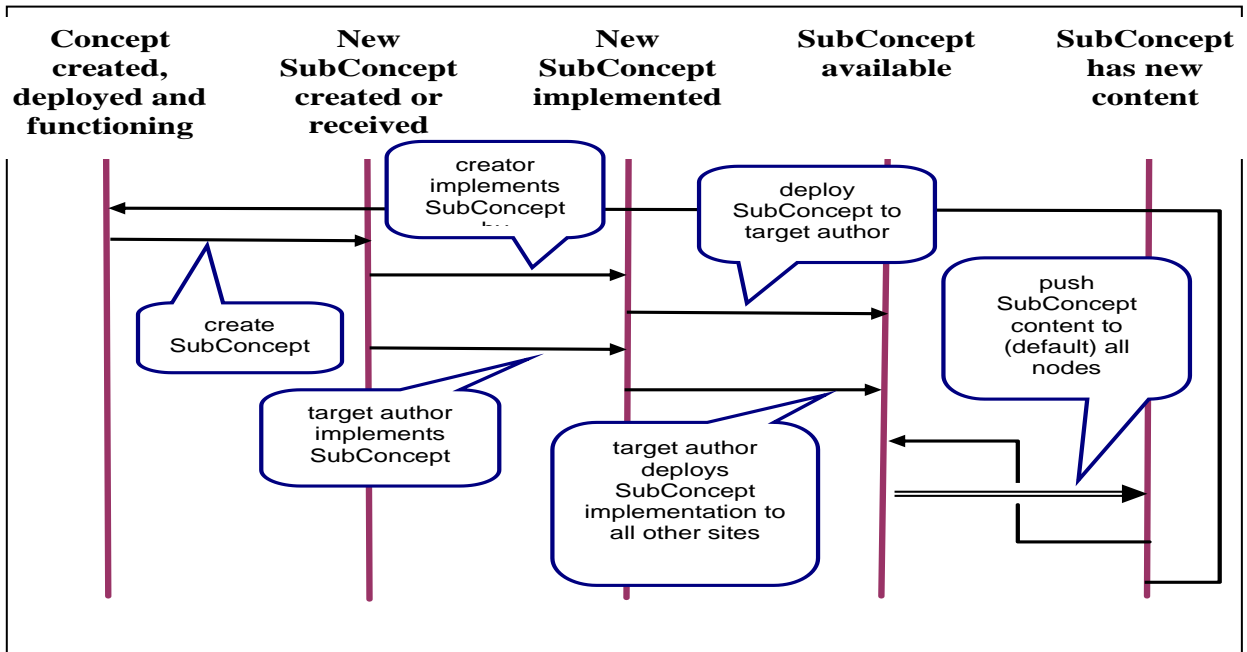 Concept
created,
deployed and
functioning
New
SubConcept
created or
received
New
SubConcept
implemented
SubConcept
available
SubConcept
has new
content
creator
implements
SubConcept
deploy
SubConcept to
target author
create
SubConcept
push
SubConcept
content to
(default) all
nodes
target author
implements
SubConcept
target author
deploys
SubConcept
implementation to
all other sites